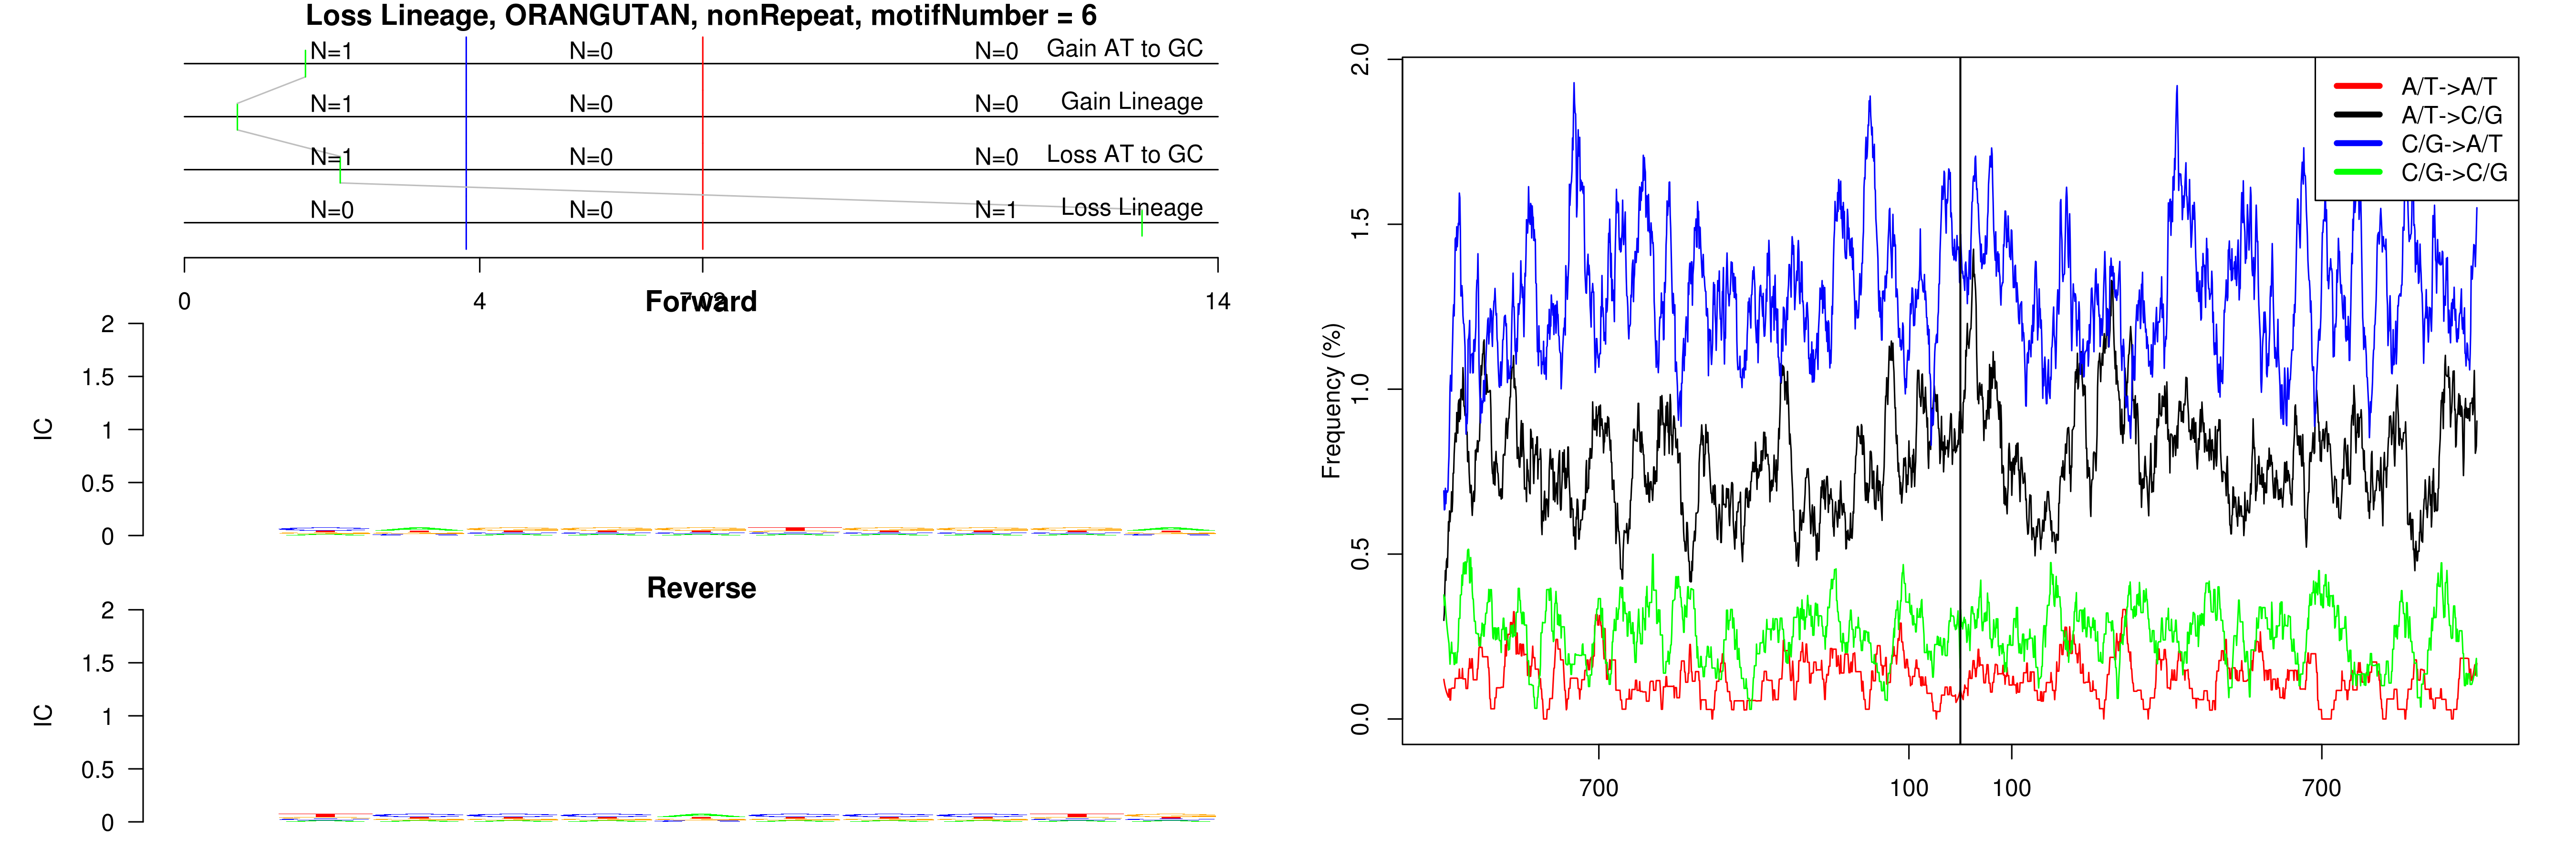 Loss Lineage, ORANGUTAN, nonRepeat, motifNumber = 6
N=1 N=0 N=0 Gain AT to GC
N=1 N=0 N=0 Gain Lineage
N=1 N=0 N=0 Loss AT to GC
N=0 N=0 N=1 Loss Lineage
0 4 14
Forward
2
1.5
1
0.5
0
IC
Reverse
2
1.5
1
0.5
0
IC
2.0
1.5
1.0
0.5
0.0
Frequency (%)
A/T->A/T
A/T->C/G
C/G->A/T
C/G->C/G
700 100 100 700